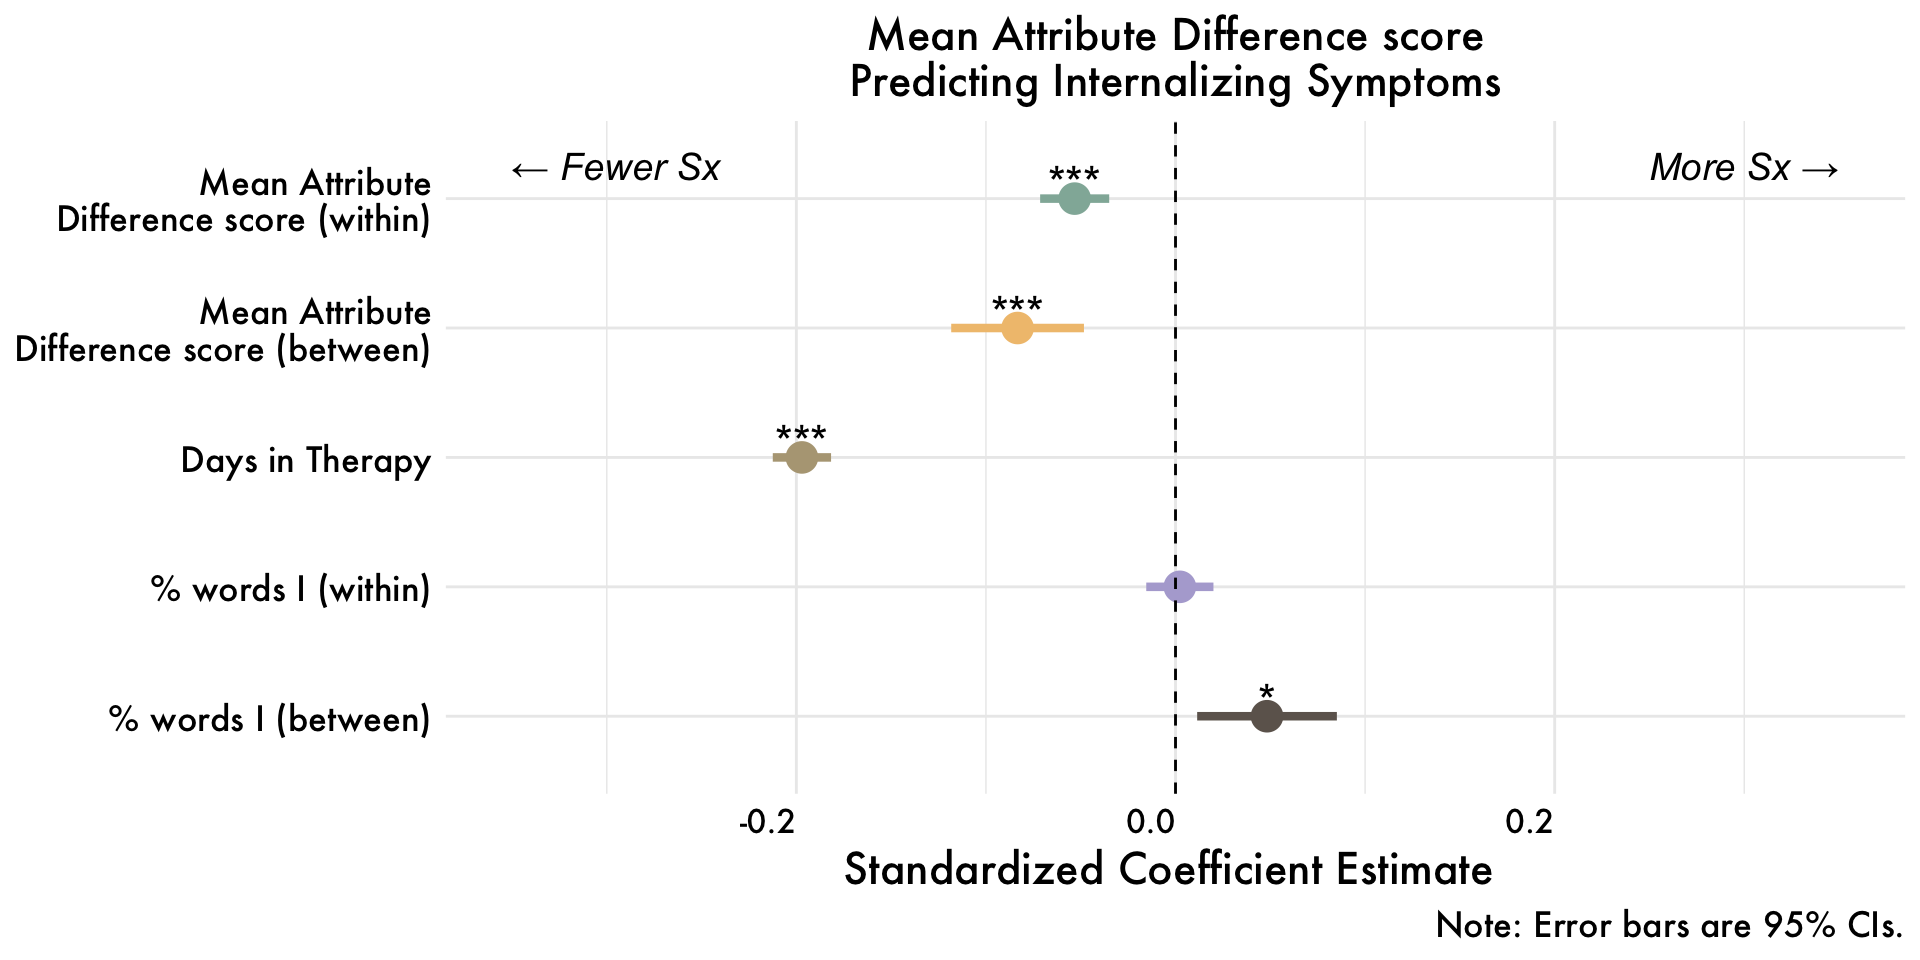 Mean Attribute Difference score
Predicting Internalizing Symptoms
← Fewer Sx
More Sx →
Mean Attribute
Difference score (within)
***
Mean Attribute
Difference score (between)
***
Days in Therapy
***
% words I (within)
% words I (between)
*
-0.2
0.0
0.2
Standardized Coefficient Estimate
Note: Error bars are 95% CIs.